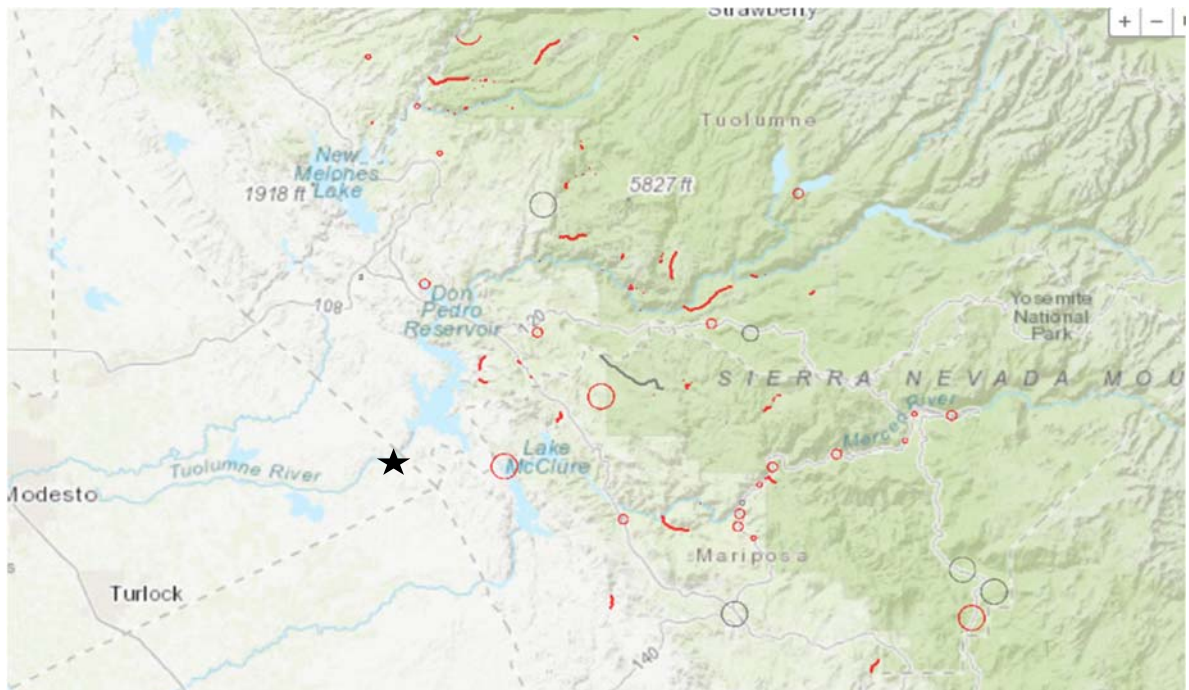 Strawberry
+ −
Tuolumne
New
Melones
Lake
1918 ft
5827 ft
108
Don
Pedro
Reservoir
120
Yosemite
National
Park
SIERRA NEVADA MOU
Merced River
Lake
McClure
Tuolumne River
Modesto
s
Mariposa
Turlock
140